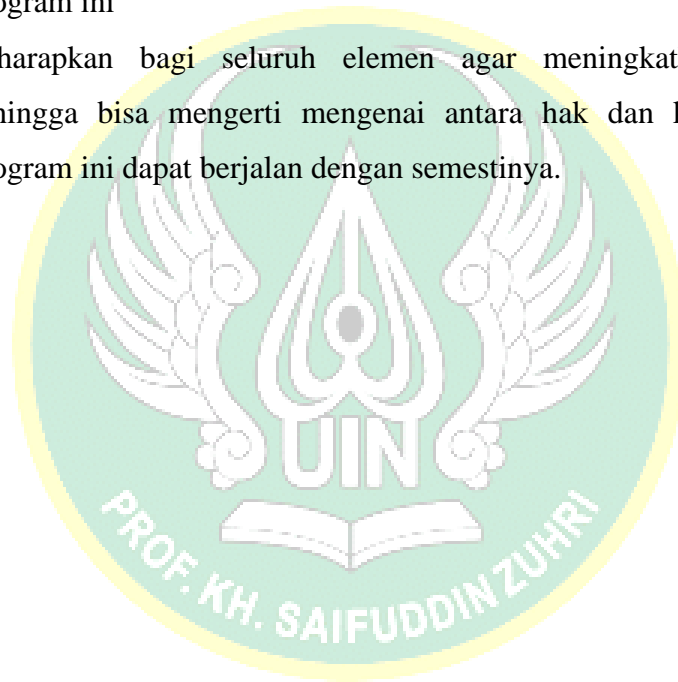 ogram ini
harapkan bagi seluruh elemen agar meningkat
hingga bisa mengerti mengenai antara hak dan
ogram ini dapat berjalan dengan semestinya.
UIN
PROF. KH. SAIFUDDIN ZUHRI